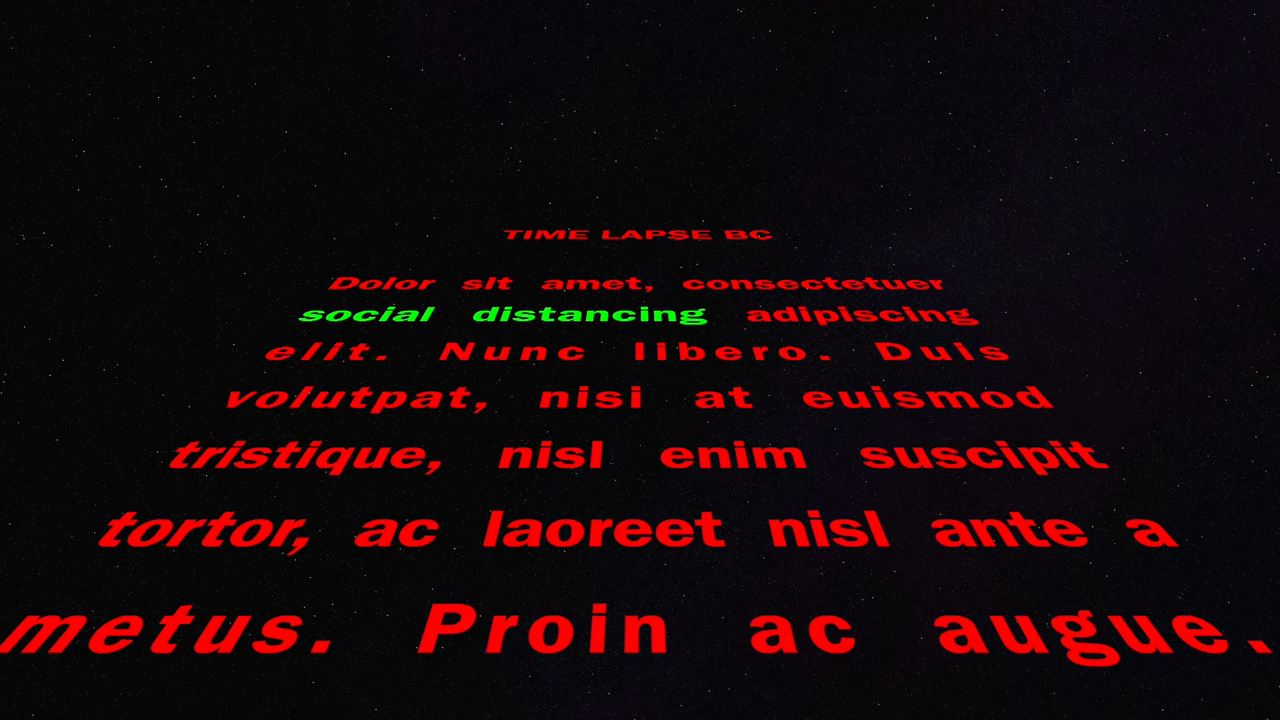 TIME LAPSE BC
Dolor sit amet, consectetuer
social distancing adipiscing
elit. Nunc libero. Duis
volutpat, nisi at euismod
tristique, nisl enim suscipit
tortor, ac laoreet nisl ante a
metus. Proin ac augue.